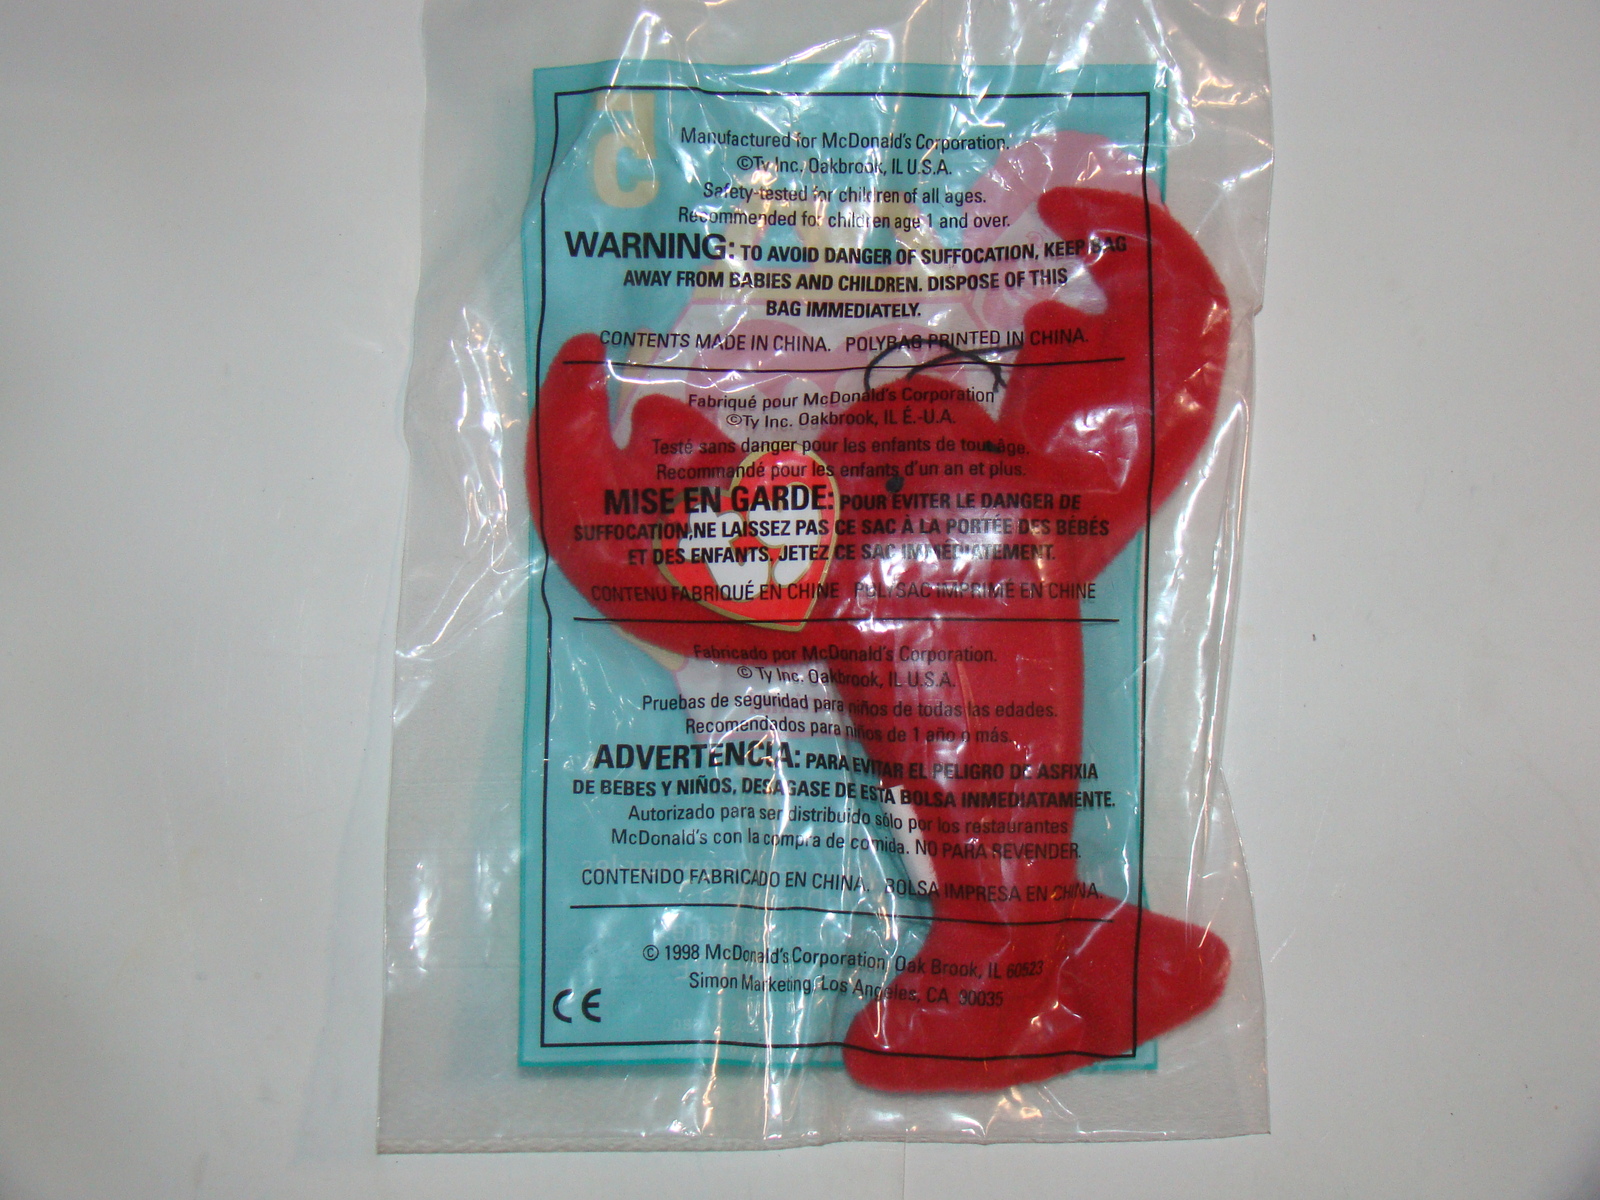 Manufactured for McDonald's Corporation.
©Ty Inc. Oakbrook, IL U.S.A.
Safety-tested for children of all ages.
Recommended for children age 1 and over.
WARNING: TO AVOID DANGER OF SUFFOCATION, KEEP BAG
AWAY FROM BABIES AND CHILDREN. DISPOSE OF THIS
BAG IMMEDIATELY.
CONTENTS MADE IN CHINA. POLYBAG PRINTED IN CHINA.
Fabriqué pour McDonald's Corporation
©Ty Inc. Oakbrook, IL É.-U.A.
Testé sans danger pour les enfants de tout âge.
Recommandé pour les enfants d'un an et plus.
MISE EN GARDE: POUR ÉVITER LE DANGER DE
SUFFOCATION, NE LAISSEZ PAS CE SAC À LA PORTÉE DES BÉBÉS
ET DES ENFANTS, JETEZ CE SAC IMMÉDIATEMENT.
CONTENU FABRIQUÉ EN CHINE POLYSAC IMPRIMÉ EN CHINE
Fabricado por McDonald's Corporation.
© Ty Inc. Oakbrook, IL U.S.A.
Pruebas de seguridad para niños de todas las edades.
Recomendados para niños de 1 año o más.
ADVERTENCIA: PARA EVITAR EL PELIGRO DE ASFIXIA
DE BEBES Y NIÑOS, DESAGASE DE ESTA BOLSA INMEDIATAMENTE.
Autorizado para ser distribuido sólo por los restaurantes
McDonald's con la compra de comida. NO PARA REVENDER.
CONTENIDO FABRICADO EN CHINA. BOLSA IMPRESA EN CHINA.
© 1998 McDonald's Corporation, Oak Brook, IL 60523
Simon Marketing, Los Angeles, CA 90035
CE